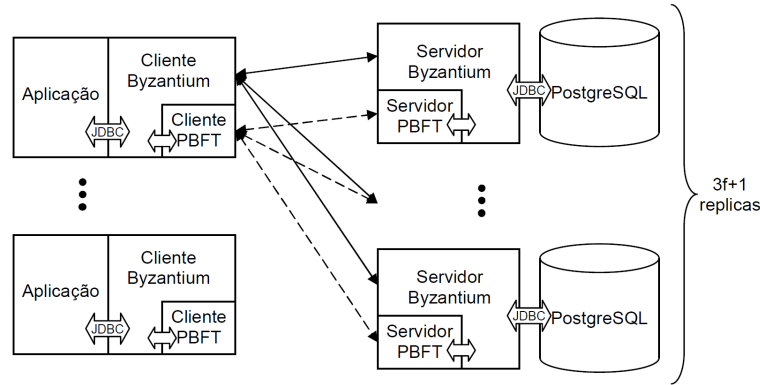 Aplicação
JDBC
Cliente
Byzantium
Cliente
PBFT
Servidor
Byzantium
Servidor
PBFT
JDBC
PostgreSQL
3f+1
replicas
Aplicação
JDBC
Cliente
Byzantium
Cliente
PBFT
Servidor
Byzantium
Servidor
PBFT
JDBC
PostgreSQL